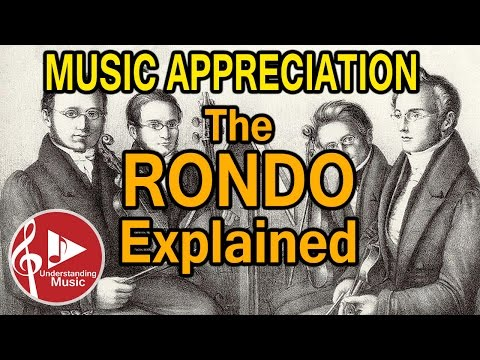 MUSIC APPRECIATION
The
RONDO
Explained
Understanding
Music